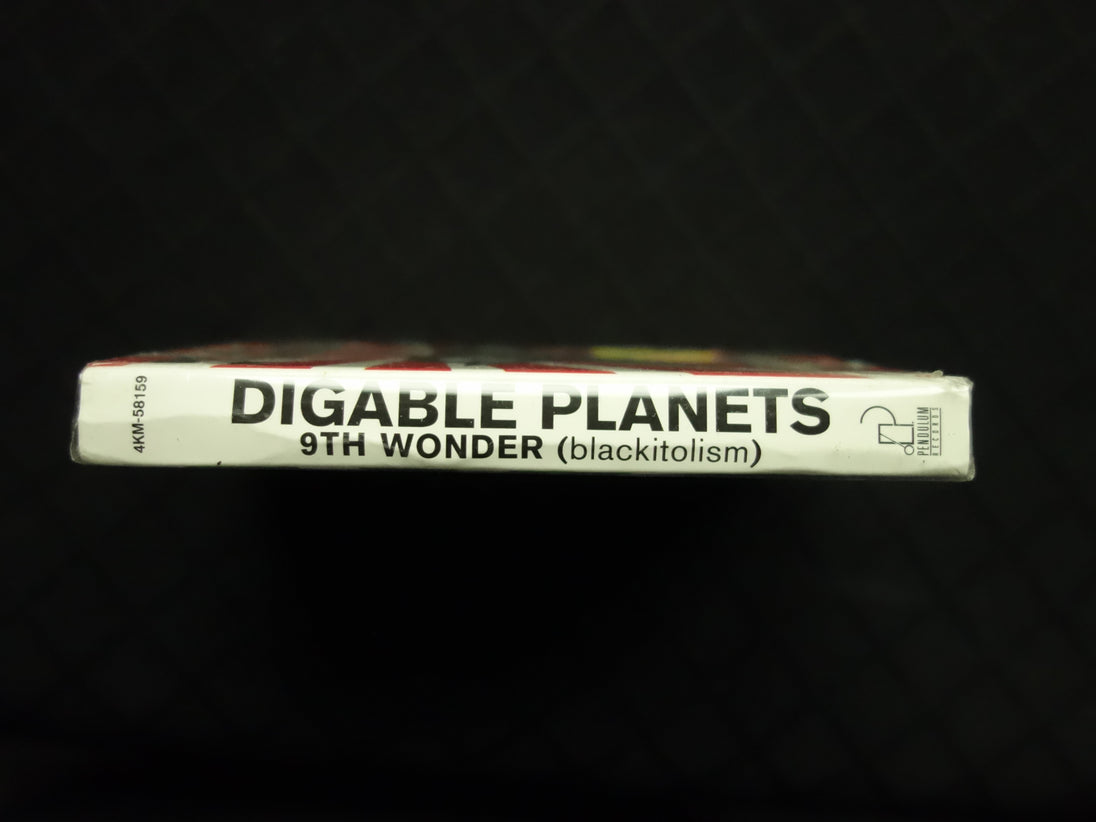 4KM-58159
DIGABLE PLANETS
9TH WONDER (blackitolism)
PENDULUM
RECORDS